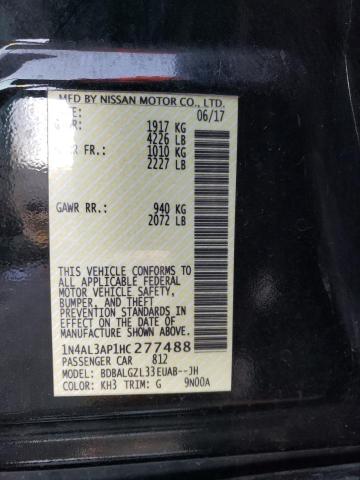 MFD BY NISSAN MOTOR CO., LTD.
06/17
1917 KG
4226 LB
FR.: 1010 KG
2227 LB
GAWR RR.: 940 KG
2072 LB
THIS VEHICLE CONFORMS TO
ALL APPLICABLE FEDERAL
MOTOR VEHICLE SAFETY,
BUMPER, AND THEFT
PREVENTION STANDARDS IN
EFFECT ON THE DATE OF
MANUFACTURE SHOWN ABOVE.
1N4AL3AP1HC277488
PASSENGER CAR 812
MODEL: BDBALGZL33EUAB--JH
COLOR: KH3 TRIM: G 9N00A